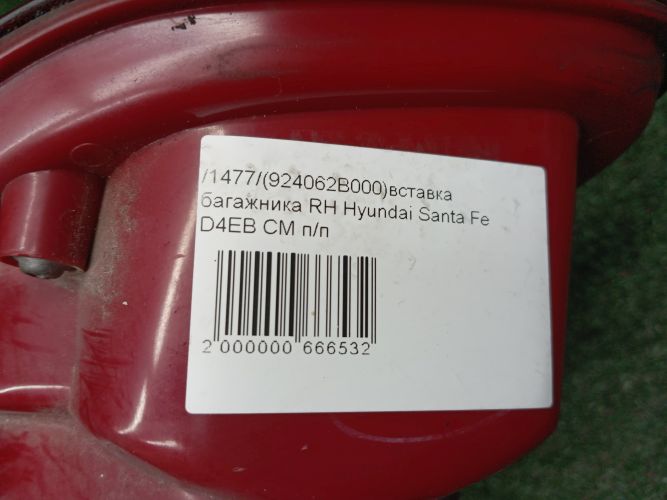 /1477/(924062B000)вставка
багажника RH Hyundai Santa Fe
D4EB CM п/п
2 000000 666532